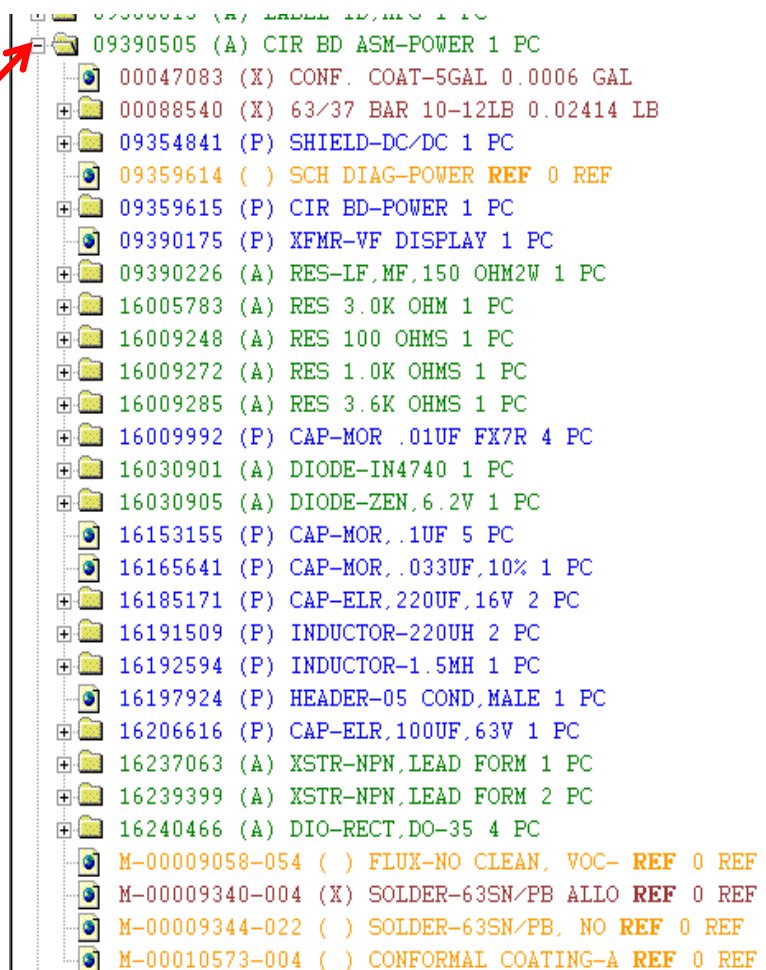 09390505 (A) CIR BD ASM-POWER 1 PC
00047083 (X) CONF. COAT-5GAL 0.0006 GAL
00088540 (X) 63/37 BAR 10-12LB 0.02414 LB
09354841 (P) SHIELD-DC/DC 1 PC
09359614 ( ) SCH DIAG-POWER REF 0 REF
09359615 (P) CIR BD-POWER 1 PC
09390175 (P) XFMR-VF DISPLAY 1 PC
09390226 (A) RES-LF,MF,150 OHM2W 1 PC
16005783 (A) RES 3.0K OHM 1 PC
16009248 (A) RES 100 OHMS 1 PC
16009272 (A) RES 1.0K OHMS 1 PC
16009285 (A) RES 3.6K OHMS 1 PC
16009992 (P) CAP-MOR .01UF FX7R 4 PC
16030901 (A) DIODE-IN4740 1 PC
16030905 (A) DIODE-ZEN,6.2V 1 PC
16153155 (P) CAP-MOR,.1UF 5 PC
16165641 (P) CAP-MOR,.033UF,10% 1 PC
16185171 (P) CAP-ELR,220UF,16V 2 PC
16191509 (P) INDUCTOR-220UH 2 PC
16192594 (P) INDUCTOR-1.5MH 1 PC
16197924 (P) HEADER-05 COND,MALE 1 PC
16206616 (P) CAP-ELR,100UF,63V 1 PC
16237063 (A) XSTR-NPN,LEAD FORM 1 PC
16239399 (A) XSTR-NPN,LEAD FORM 2 PC
16240466 (A) DIO-RECT,DO-35 4 PC
M-00009058-054 ( ) FLUX-NO CLEAN, VOC- REF 0 REF
M-00009340-004 (X) SOLDER-63SN/PB ALLO REF 0 REF
M-00009344-022 ( ) SOLDER-63SN/PB, NO REF 0 REF
M-00010573-004 ( ) CONFORMAL COATING-A REF 0 REF